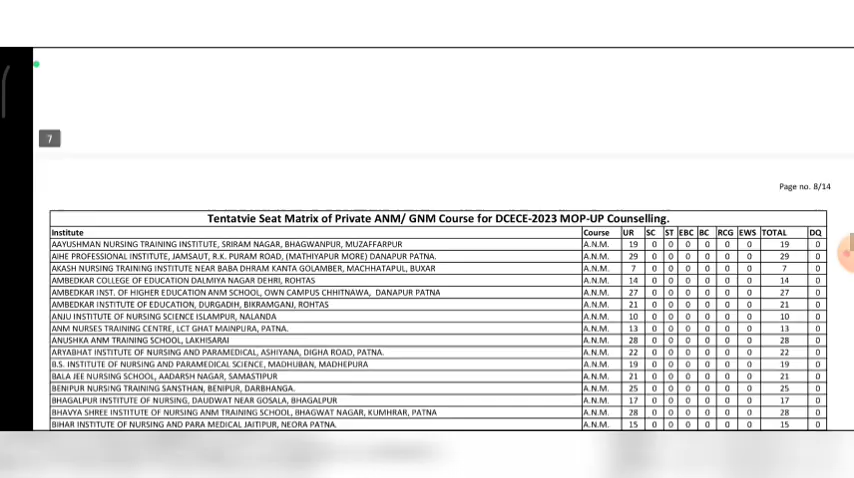 7
Page no. 8/14
Tentatvie Seat Matrix of Private ANM/ GNM Course for DCECE-2023 MOP-UP Counselling.
Institute Course UR SC ST EBC BC RCG EWS TOTAL DQ
AAYUSHMAN NURSING TRAINING INSTITUTE, SRIRAM NAGAR, BHAGWANPUR, MUZAFFARPUR A.N.M. 19 0 0 0 0 0 0 19 0
AIHE PROFESSIONAL INSTITUTE, JAMSAUT, R.K. PURAM ROAD, (MATHIYAPUR MORE) DANAPUR PATNA. A.N.M. 29 0 0 0 0 0 0 29 0
AKASH NURSING TRAINING INSTITUTE NEAR BABA DHRAM KANTA GOLAMBER, MACHHATAPUL, BUXAR A.N.M. 7 0 0 0 0 0 0 7 0
AMBEDKAR COLLEGE OF EDUCATION DALMIYA NAGAR DEHRI, ROHTAS A.N.M. 14 0 0 0 0 0 0 14 0
AMBEDKAR INST. OF HIGHER EDUCATION ANM SCHOOL, OWN CAMPUS CHHITNAWA, DANAPUR PATNA A.N.M. 27 0 0 0 0 0 0 27 0
AMBEDKAR INSTITUTE OF EDUCATION, DURGADIH, BIKRAMGANJ, ROHTAS A.N.M. 21 0 0 0 0 0 0 21 0
ANJU INSTITUTE OF NURSING SCIENCE ISLAMPUR, NALANDA A.N.M. 10 0 0 0 0 0 0 10 0
ANM NURSES TRAINING CENTRE, LCT GHAT MAINPURA, PATNA. A.N.M. 13 0 0 0 0 0 0 13 0
ANUSHKA ANM TRAINING SCHOOL, LAKHISARAI A.N.M. 28 0 0 0 0 0 0 28 0
ARYABHAT INSTITUTE OF NURSING AND PARAMEDICAL, ASHIYANA, DIGHA ROAD, PATNA. A.N.M. 22 0 0 0 0 0 0 22 0
B.S. INSTITUTE OF NURSING AND PARAMEDICAL SCIENCE, MADHUBAN, MADHEPURA A.N.M. 19 0 0 0 0 0 0 19 0
BALA JEE NURSING SCHOOL, AADARSH NAGAR, SAMASTIPUR A.N.M. 21 0 0 0 0 0 0 21 0
BENIPUR NURSING TRAINING SANSTHAN, BENIPUR, DARBHANGA. A.N.M. 25 0 0 0 0 0 0 25 0
BHAGALPUR INSTITUTE OF NURSING, DAUDWAT NEAR GOSALA, BHAGALPUR A.N.M. 17 0 0 0 0 0 0 17 0
BHAVYA SHREE INSTITUTE OF NURSING ANM TRAINING SCHOOL, BHAGWAT NAGAR, KUMHRAR, PATNA A.N.M. 28 0 0 0 0 0 0 28 0
BIHAR INSTITUTE OF NURSING AND PARA MEDICAL JAITIPUR, NEORA PATNA. A.N.M. 15 0 0 0 0 0 0 15 0